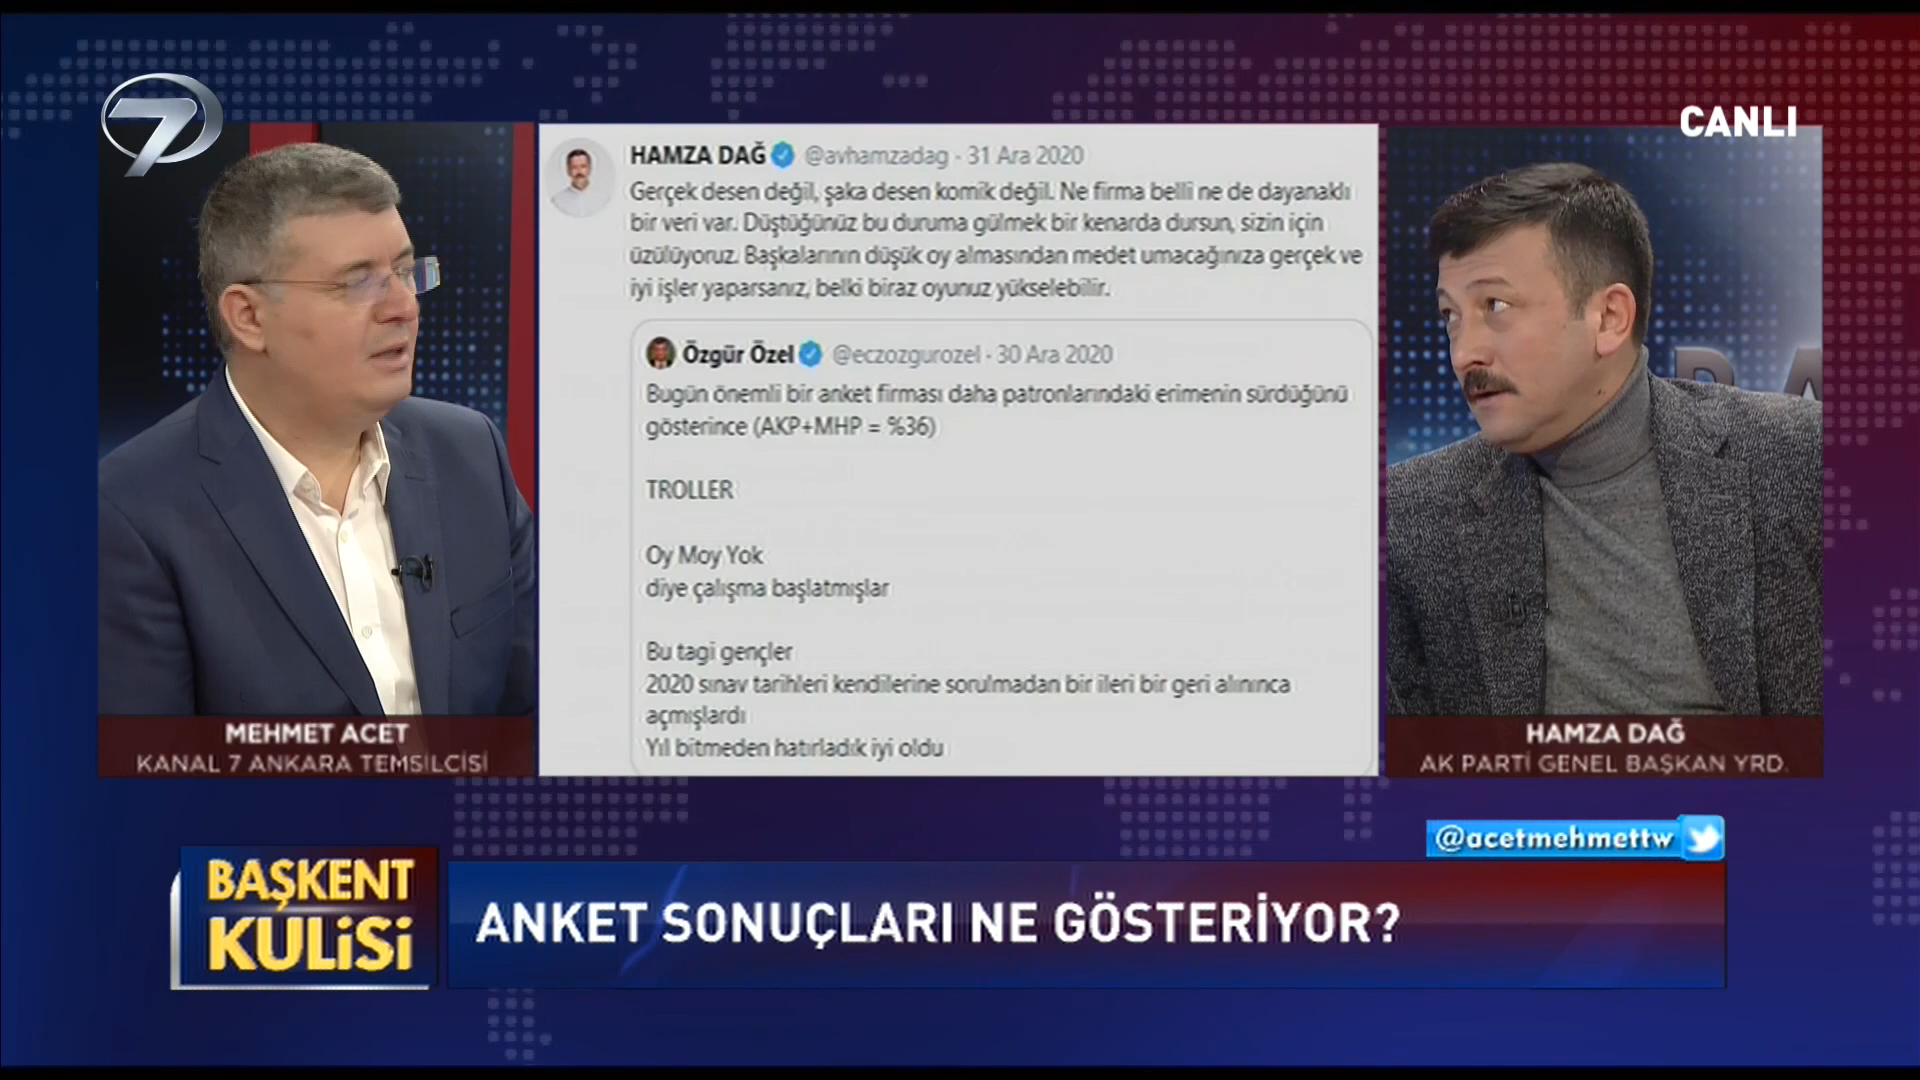 7
CANLI
HAMZA DAĞ @avhamzadag · 31 Ara 2020
Gerçek desen değil, şaka desen komik değil. Ne firma belli ne de dayanaklı
bir veri var. Düştüğünüz bu duruma gülmek bir kenarda dursun, sizin için
üzülüyoruz. Başkalarının düşük oy almasından medet umacağınıza gerçek ve
iyi işler yaparsanız, belki biraz oyunuz yükselebilir.
Özgür Özel @eczozgurozel · 30 Ara 2020
Bugün önemli bir anket firması daha patronlarındaki erimenin sürdüğünü
gösterince (AKP+MHP = %36)
TROLLER
Oy Moy Yok
diye çalışma başlatmışlar
Bu tagi gençler
2020 sınav tarihleri kendilerine sorulmadan bir ileri bir geri alınınca
açmışlardı
Yıl bitmeden hatırladık iyi oldu
MEHMET ACET
KANAL 7 ANKARA TEMSİLCİSİ
HAMZA DAĞ
AK PARTİ GENEL BAŞKAN YRD.
@acetmehmettw
BAŞKENT
KULiSi
ANKET SONUÇLARI NE GÖSTERİYOR?